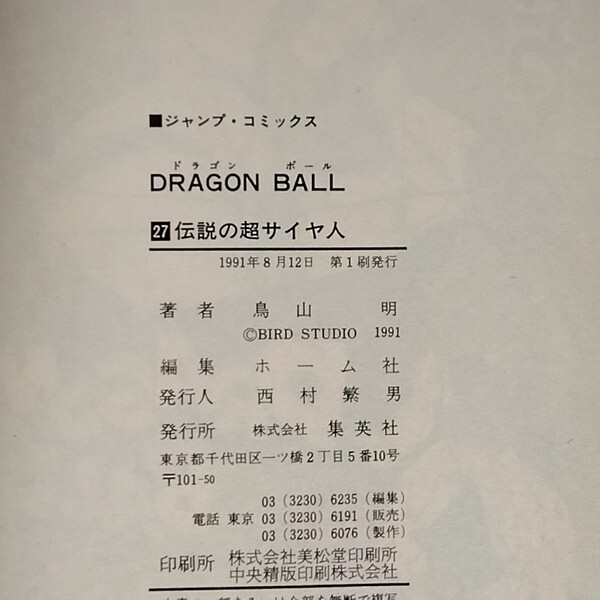 ■ジャンプ・コミックス
ドラゴン ボール
DRAGON BALL
27 伝説の超サイヤ人
1991年8月12日 第1刷発行
著者 鳥山明
©BIRD STUDIO 1991
編集 ホーム社
発行人 西村繁男
発行所 株式会社 集英社
東京都千代田区一ツ橋2丁目5番10号
〒101-50
03(3230)6235(編集)
電話 東京 03(3230)6191(販売)
03(3230)6076(製作)
印刷所 株式会社美松堂印刷所
中央精版印刷株式会社